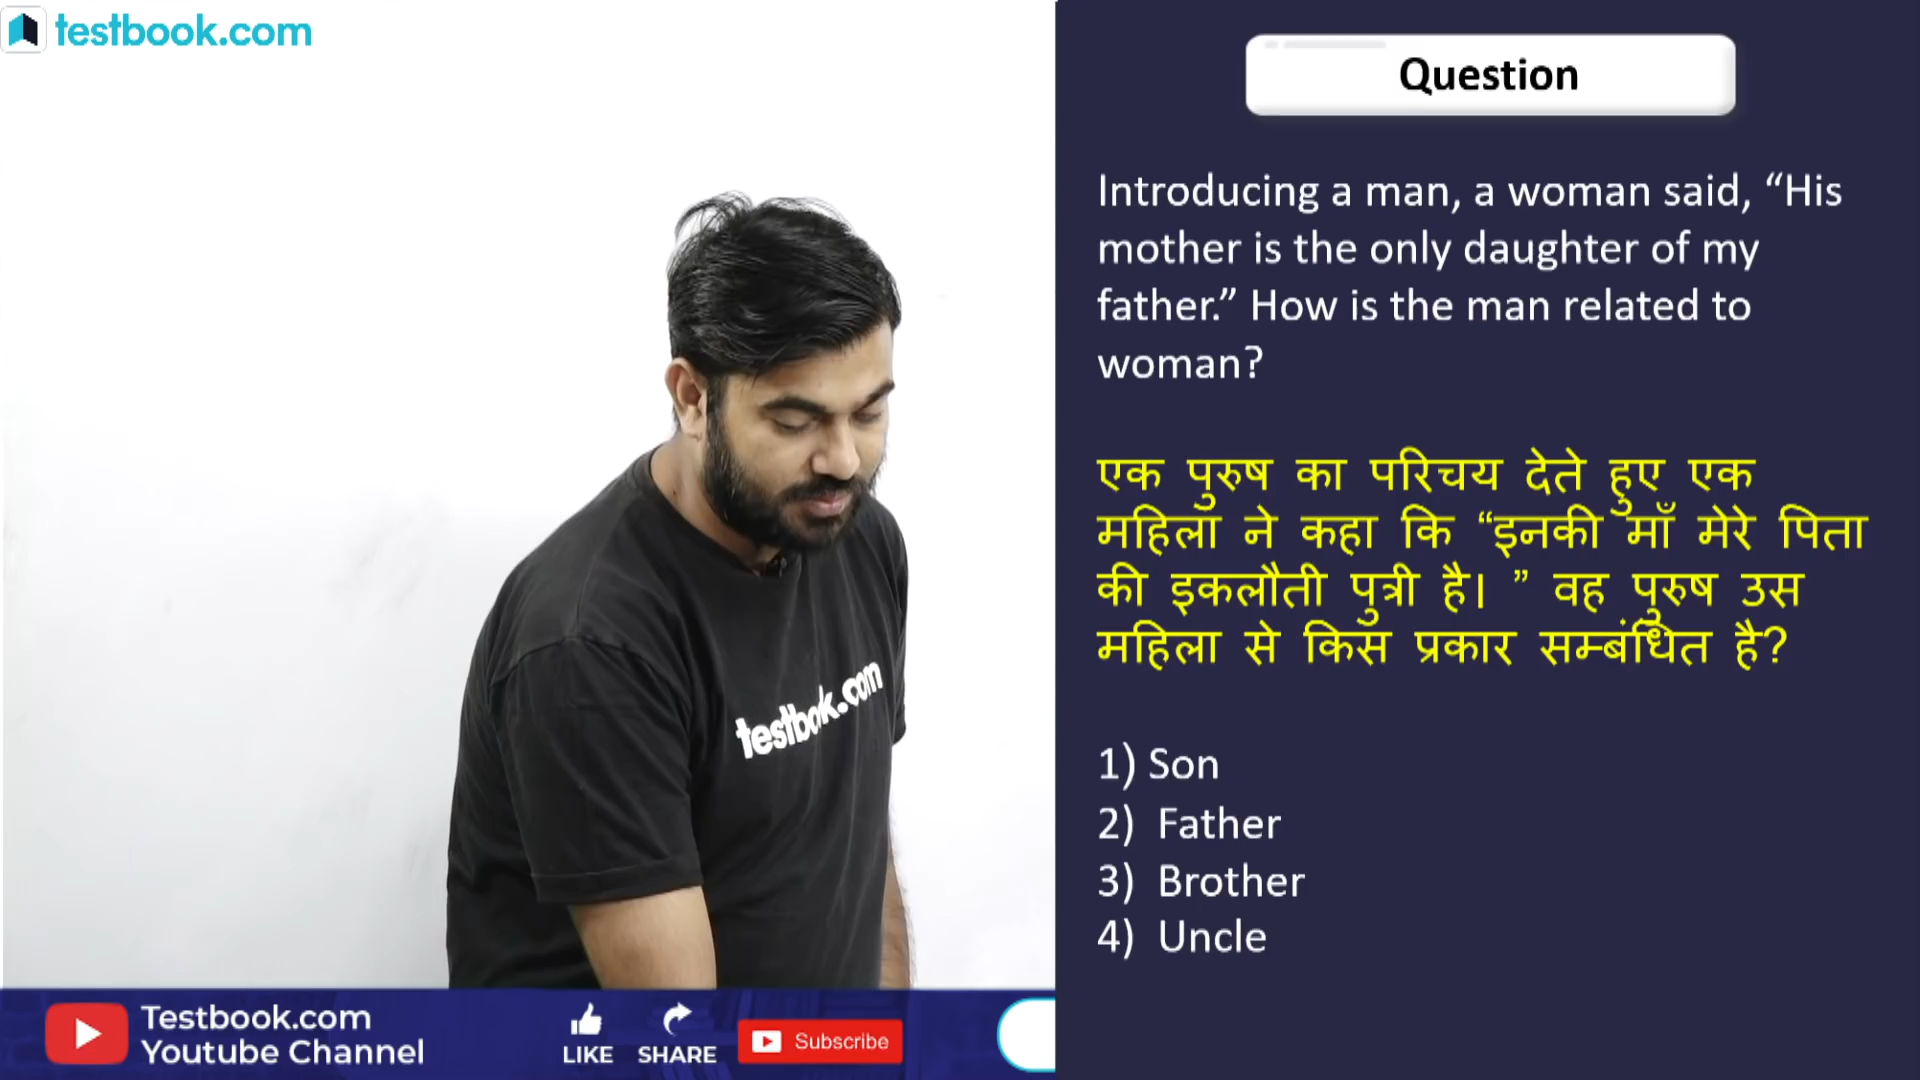 testbook.com
Question
Introducing a man, a woman said, “His
mother is the only daughter of my
father.” How is the man related to
woman?
एक पुरुष का परिचय देते हुए एक
महिला ने कहा कि “इनकी माँ मेरे पिता
की इकलौती पुत्री है। ” वह पुरुष उस
महिला से किस प्रकार सम्बंधित है?
1) Son
2) Father
3) Brother
4) Uncle
testbook.com
Testbook.com
Youtube Channel
LIKE
SHARE
Subscribe